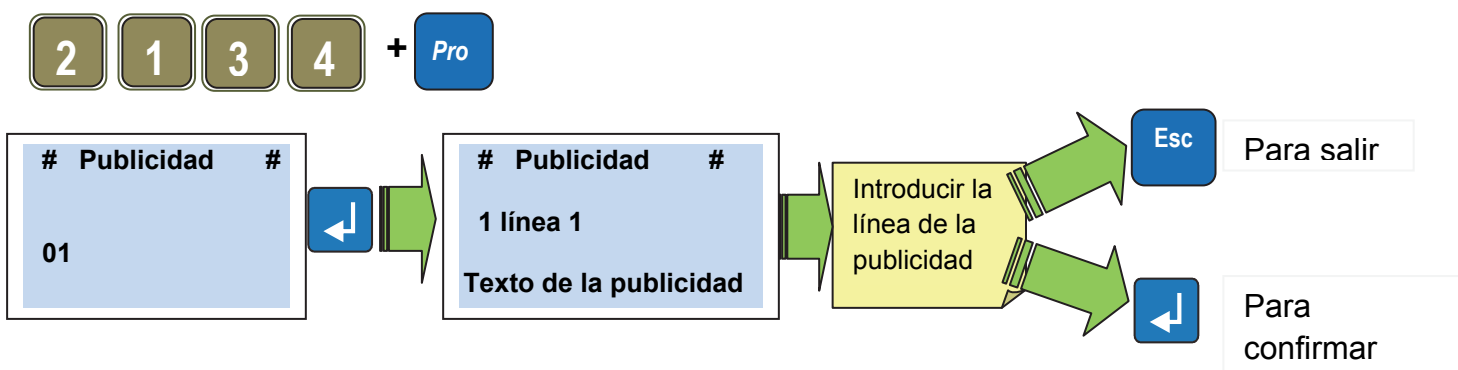 2 1 3 4 + Pro
# Publicidad #
01
# Publicidad #
1 línea 1
Texto de la publicidad
Introducir la
línea de la
publicidad
Esc
Para salir
Para
confirmar